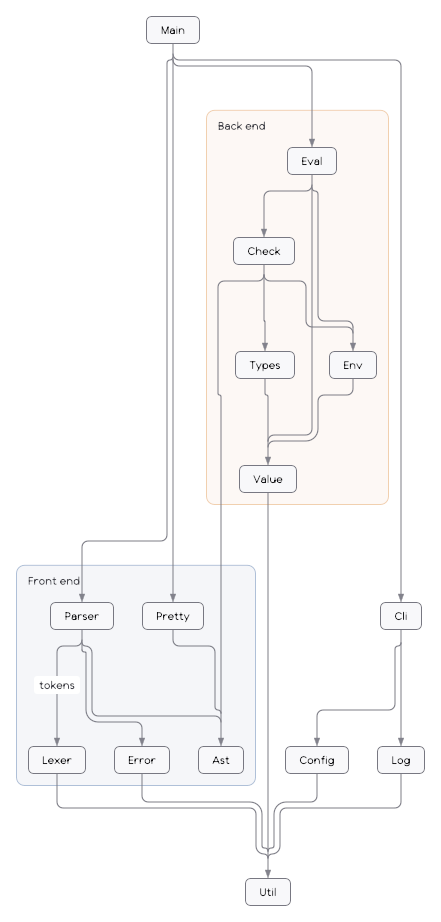 Main
Back end
Eval
Check
Types
Env
Value
Front end
Parser
Pretty
Cli
tokens
Lexer
Error
Ast
Config
Log
Util